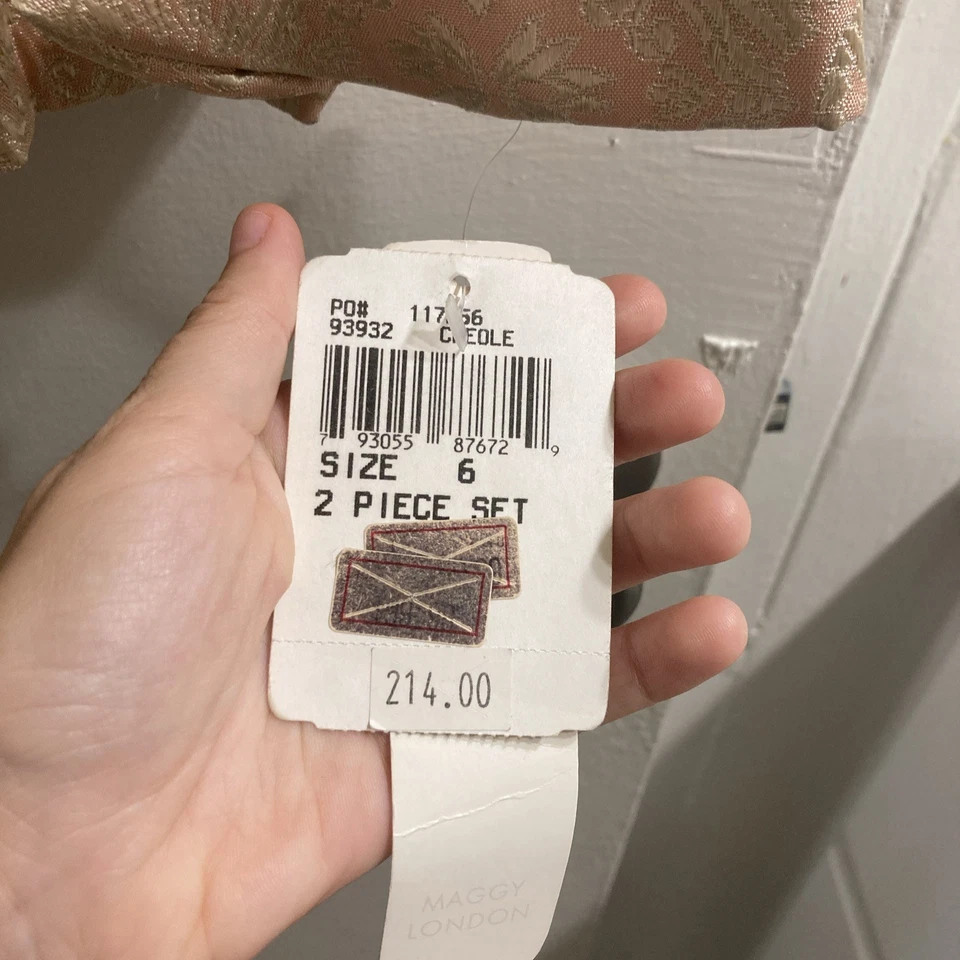 PO#
93932
SIZE 6
2 PIECE SET
7 93055 87672 9
214.00
MAGGY
LONDON